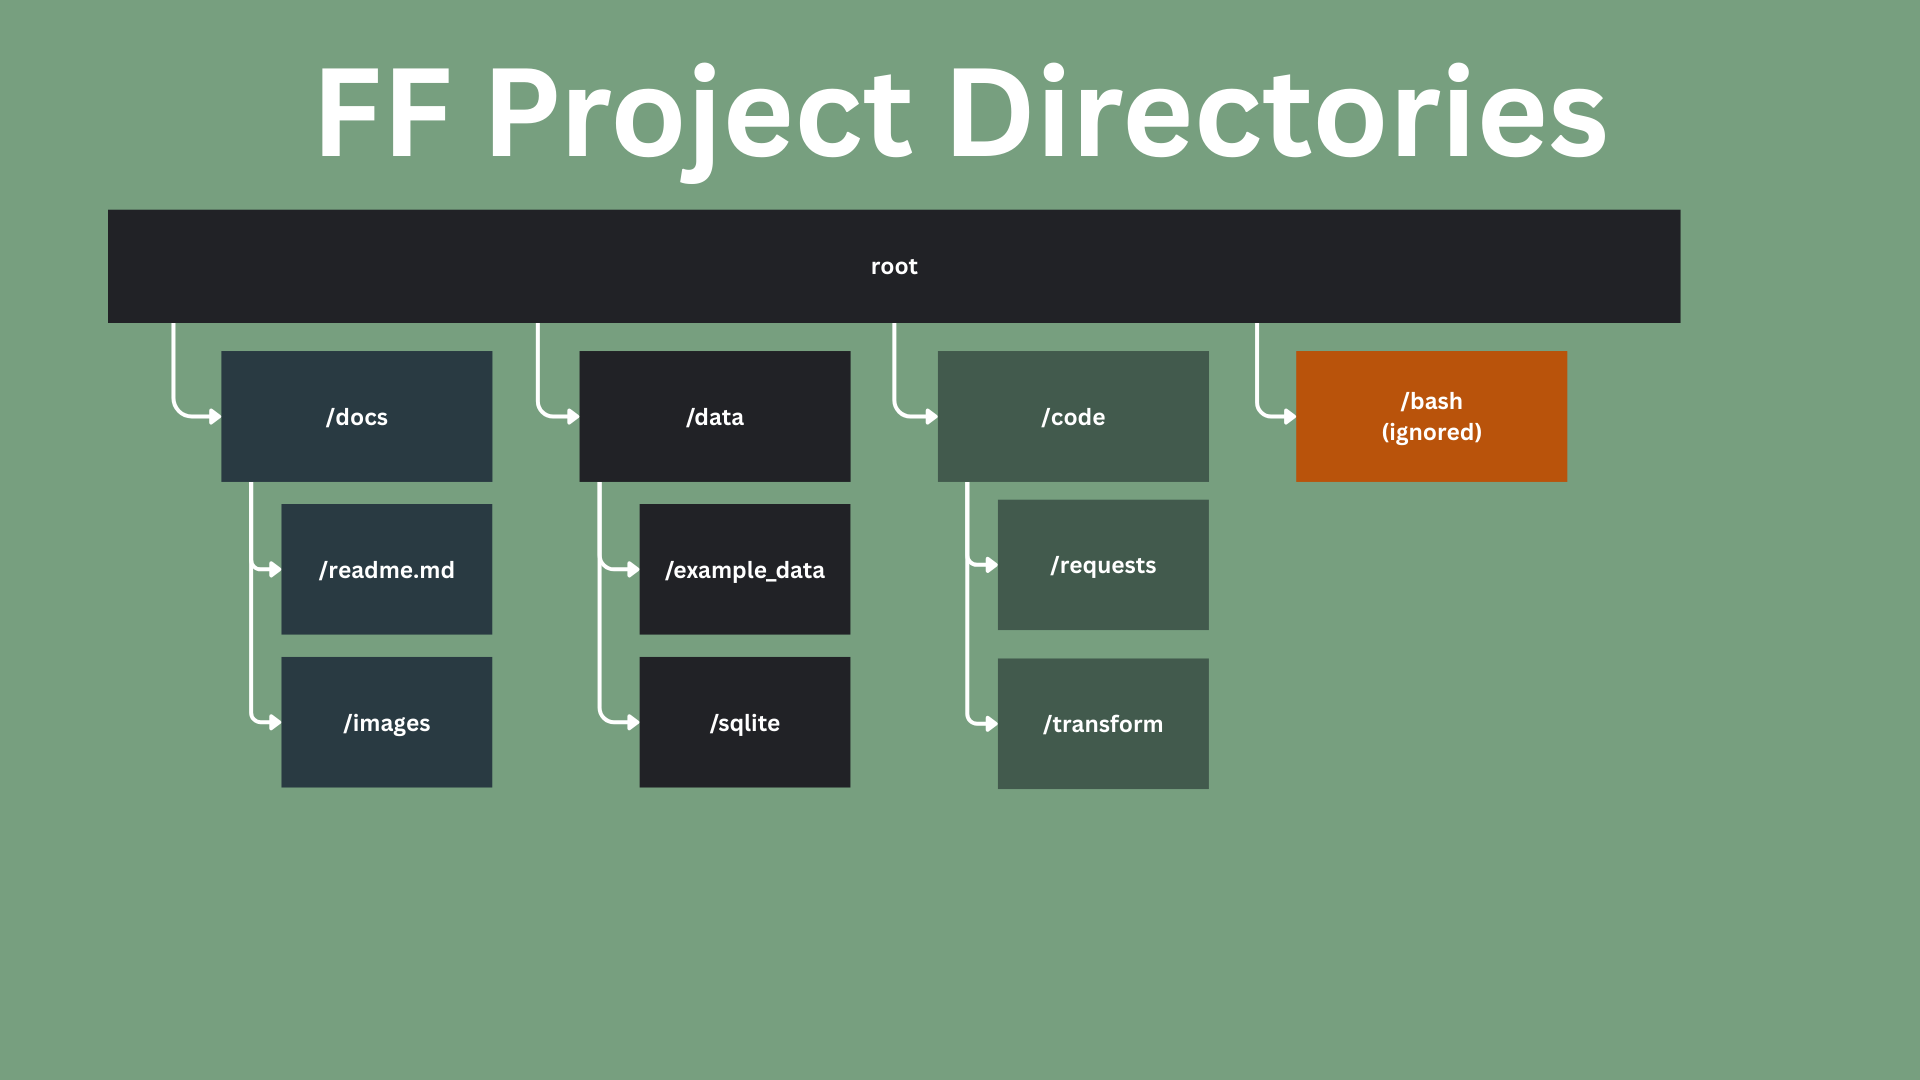 FF Project Directories
root
/docs
/data
/code
/bash
(ignored)
/readme.md
/example_data
/requests
/images
/sqlite
/transform